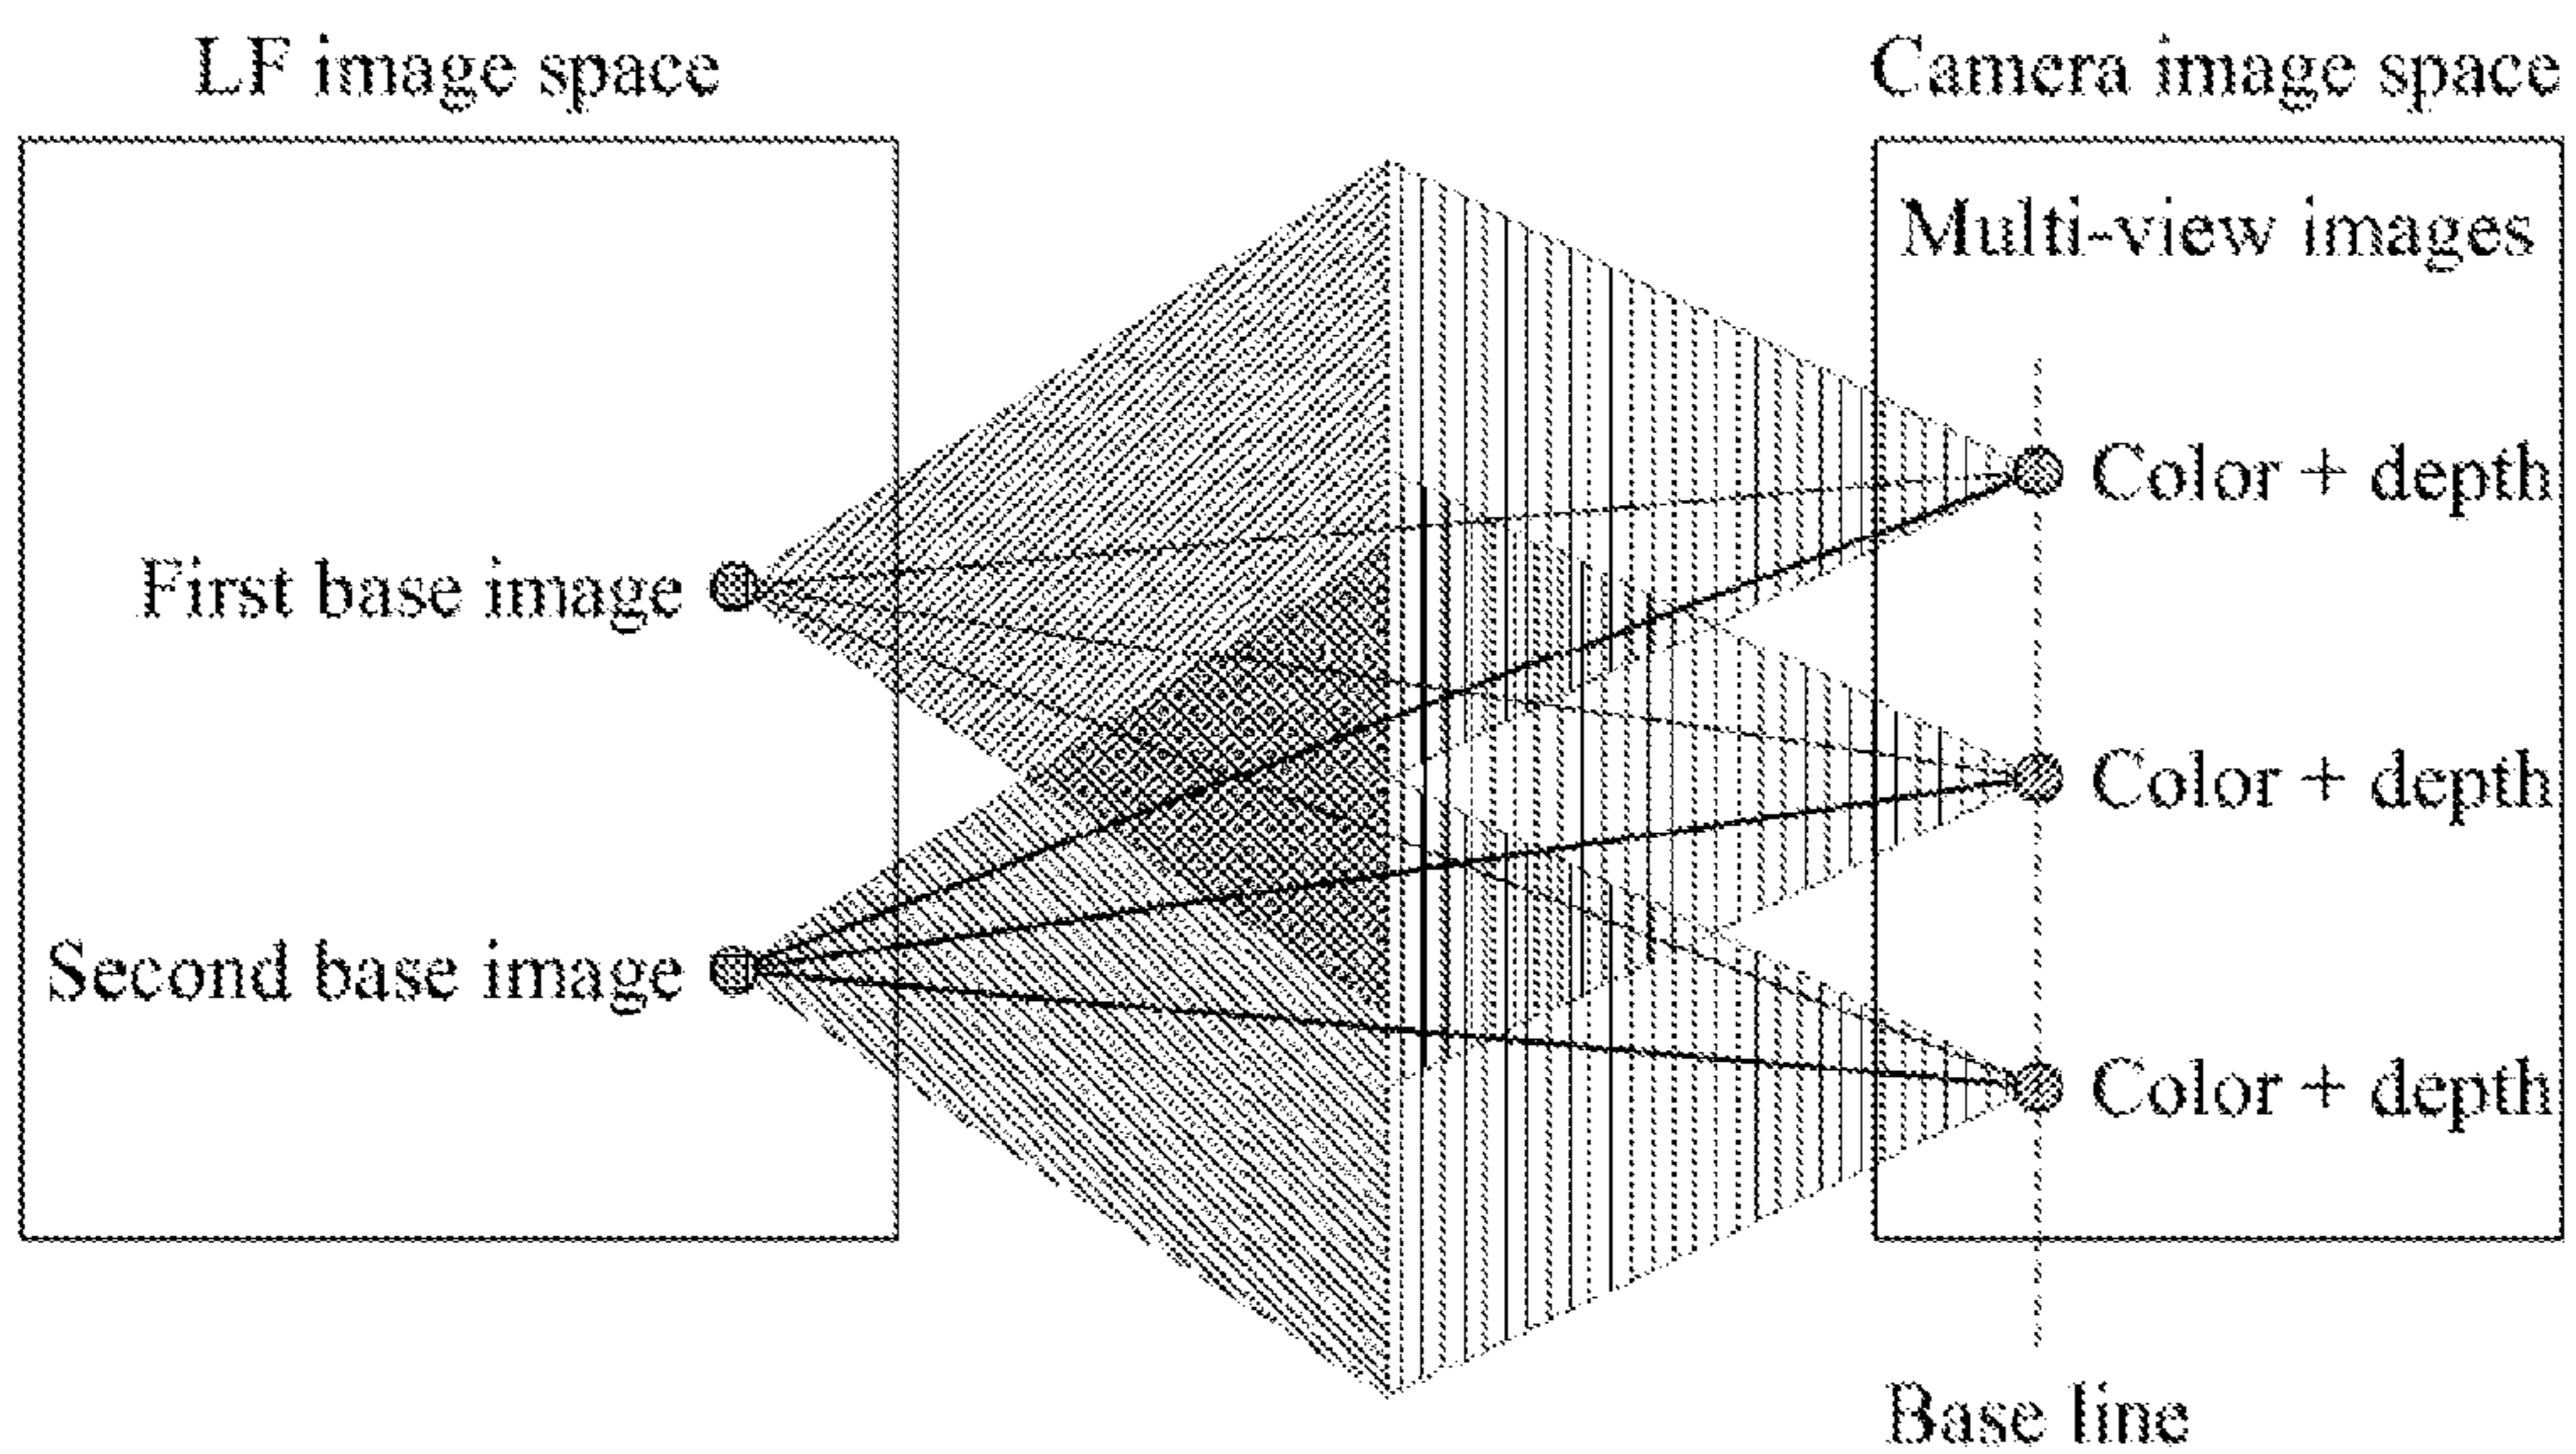 LF image space
Camera image space
Multi-view images
Color + depth
First base image
Color + depth
Second base image
Color + depth
Base line